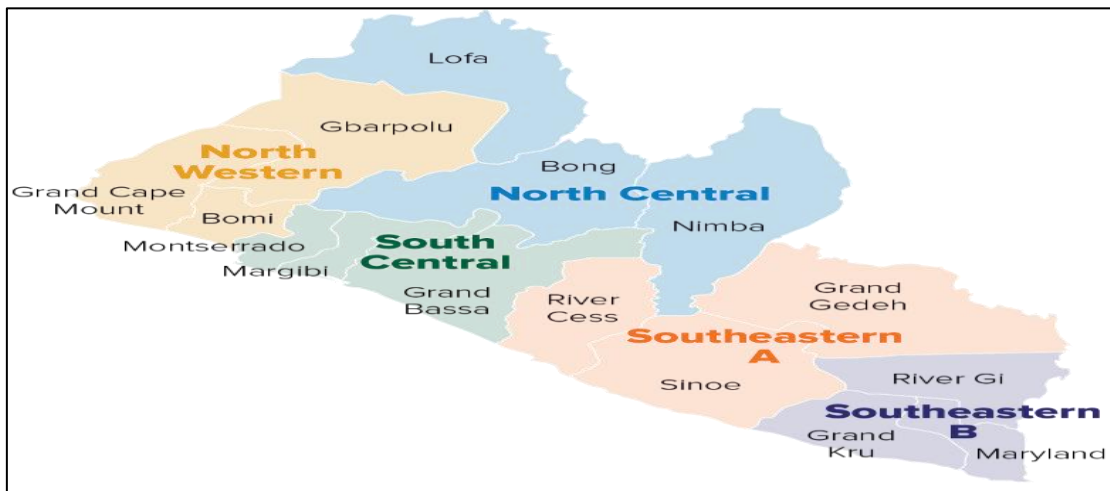 Lofa
Gbarpolu
North
Western
Grand Cape
Mount
Bomi
Bong
North Central
Nimba
Montserrado
Margibi
South
Central
Grand
Bassa
River
Cess
Grand
Gedeh
Southeastern
A
Sinoe
River Gi
Southeastern
B
Grand
Kru
Maryland